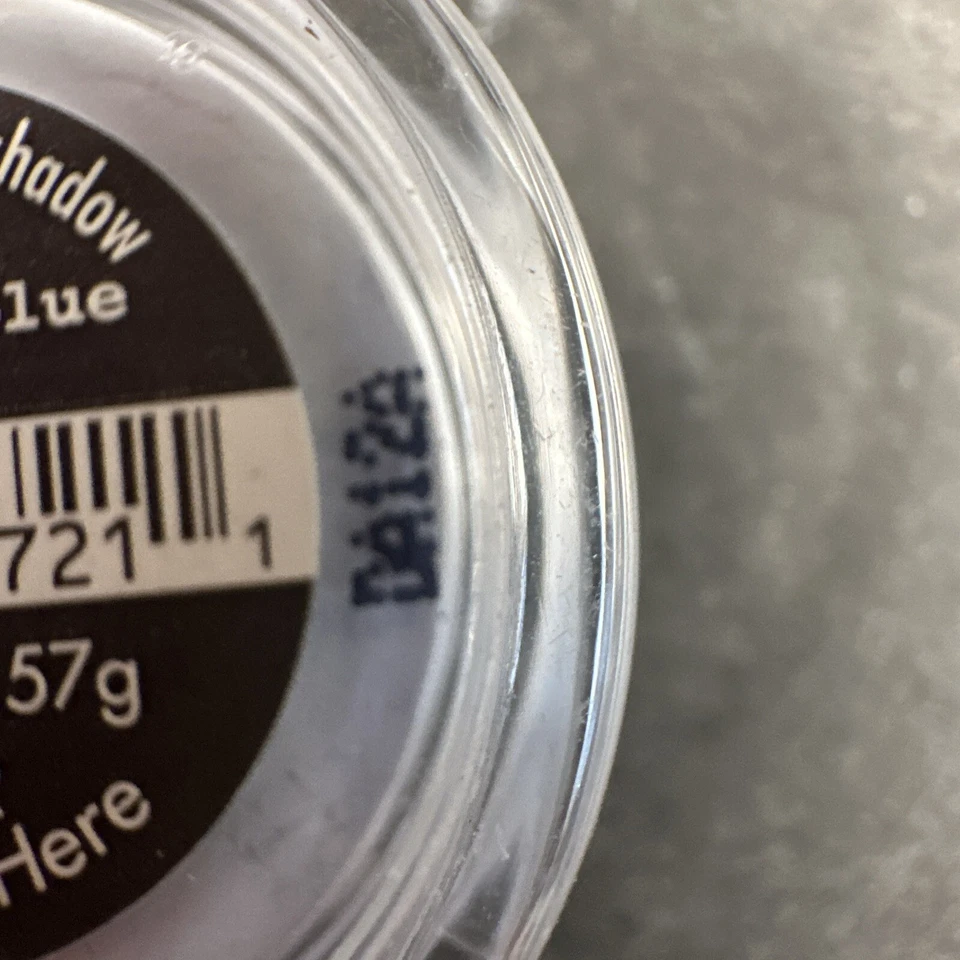 hadow
lue
721 1
57g
Here
DA12A